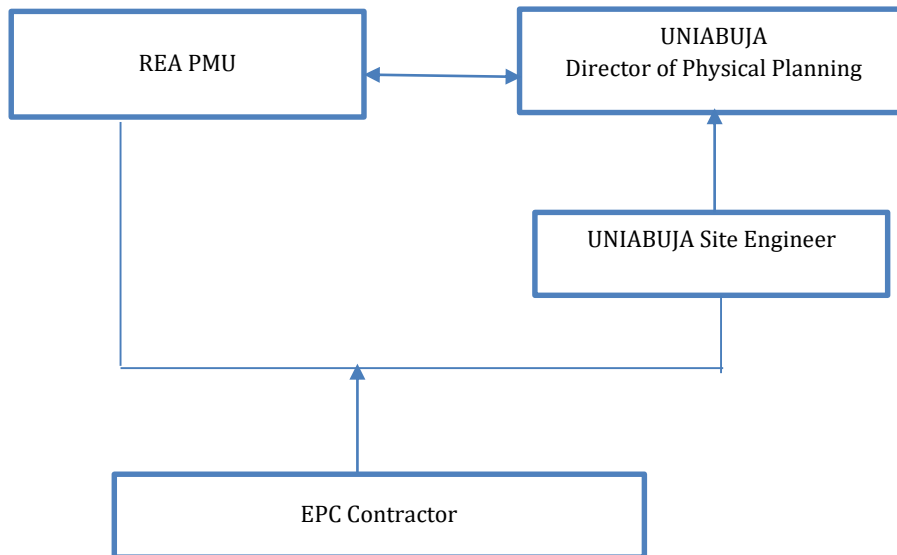 REA PMU
UNIABUJA
Director of Physical Planning
UNIABUJA Site Engineer
EPC Contractor